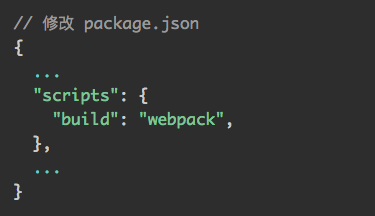 // 修改 package.json
{
  ...
  "scripts": {
    "build": "webpack",
  },
  ...
}